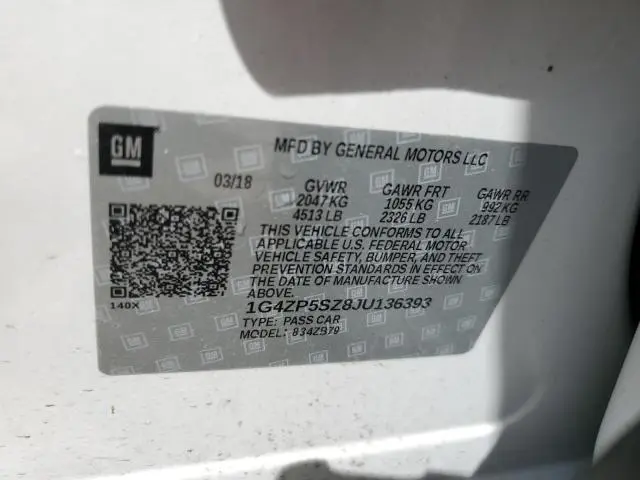 GM
MFD BY GENERAL MOTORS LLC
03/18 GVWR GAWR FRT GAWR RR
2047 KG 1055 KG 992 KG
4513 LB 2326 LB 2187 LB
THIS VEHICLE CONFORMS TO ALL
APPLICABLE U.S. FEDERAL MOTOR
VEHICLE SAFETY, BUMPER, AND THEFT
PREVENTION STANDARDS IN EFFECT ON
THE DATE OF MANUFACTURE SHOWN
ABOVE.
140X 1G4ZP5SZ8JU136393
TYPE: PASS CAR
MODEL: 834ZB79